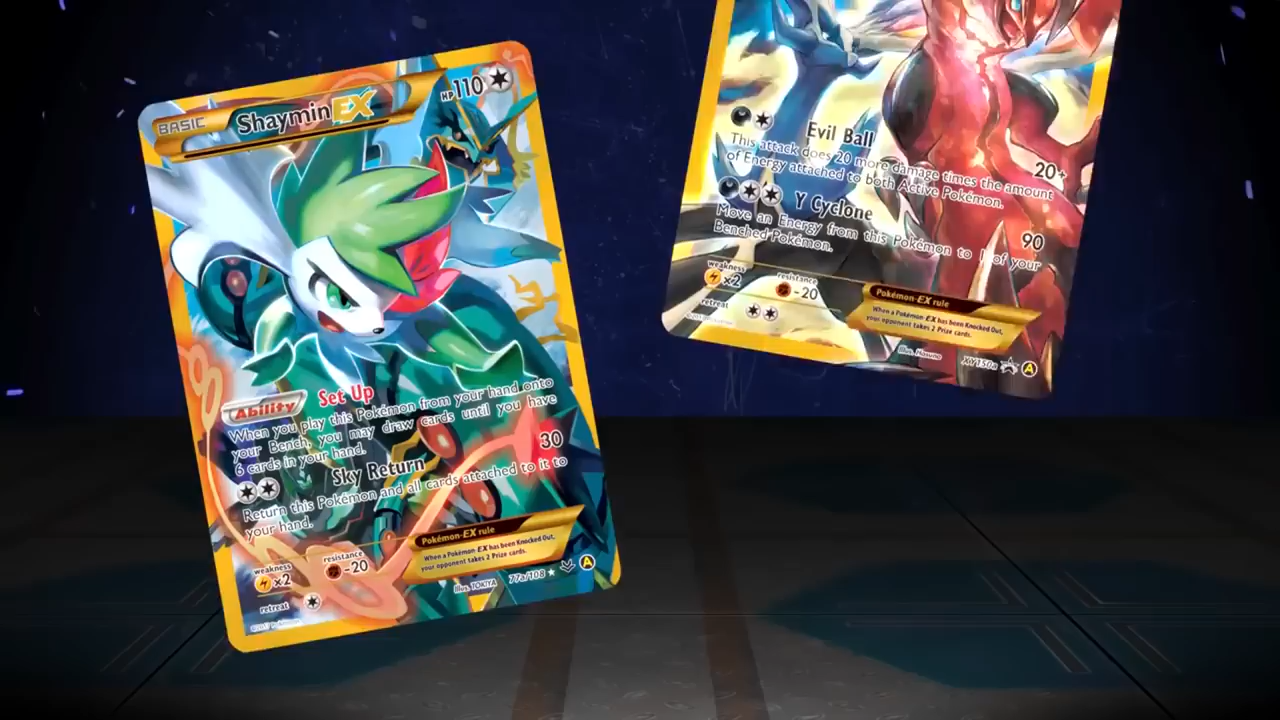 BASIC
Shaymin EX
HP110
Ability
Set Up
When you play this Pokémon from your hand onto
your Bench, you may draw cards until you have
6 cards in your hand.
Sky Return
30
Return this Pokémon and all cards attached to it to
your hand.
weakness
×2
resistance
-20
retreat
Pokémon-EX rule
When a Pokémon-EX has been Knocked Out,
your opponent takes 2 Prize cards.
Illus. TOKIYA
77a/108
A
Evil Ball
20+
This attack does 20 more damage times the amount
of Energy attached to both Active Pokémon.
Y Cyclone
90
Move an Energy from this Pokémon to 1 of your
Benched Pokémon.
weakness
×2
resistance
-20
retreat
Pokémon-EX rule
When a Pokémon-EX has been Knocked Out,
your opponent takes 2 Prize cards.
Illus.
XY150a
A